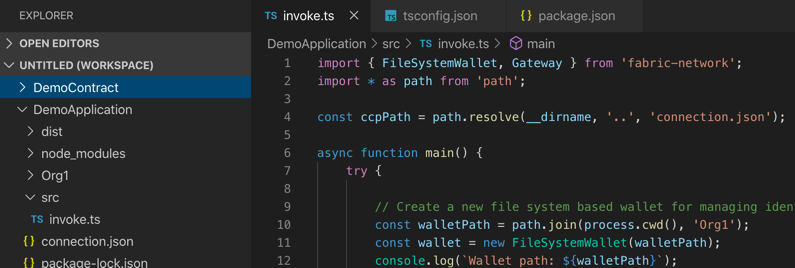 EXPLORER
OPEN EDITORS
UNTITLED (WORKSPACE)
DemoContract
DemoApplication
dist
node_modules
Org1
src
TS invoke.ts
{} connection.json
{} package-lock.json
TS invoke.ts × TS tsconfig.json {} package.json
DemoApplication > src > TS invoke.ts > main
1 import { FileSystemWallet, Gateway } from 'fabric-network';
2 import * as path from 'path';
3
4 const ccpPath = path.resolve(__dirname, '..', 'connection.json');
5
6 async function main() {
7 try {
8
9 // Create a new file system based wallet for managing
10 const walletPath = path.join(process.cwd(), 'Org1');
11 const wallet = new FileSystemWallet(walletPath);
12 console.log(`Wallet path: ${walletPath}`);